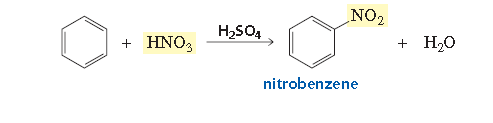 H₂SO₄
+ HNO₃ NO₂ + H₂O
nitrobenzene